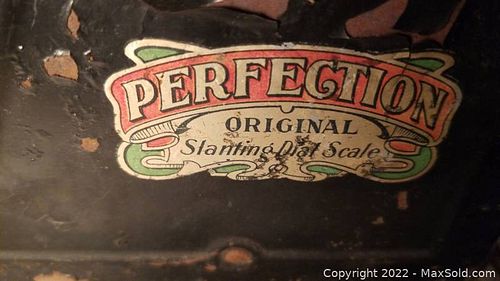 PERFECTION
ORIGINAL
Slanting Dial Scale
Copyright 2022 - MaxSold.com